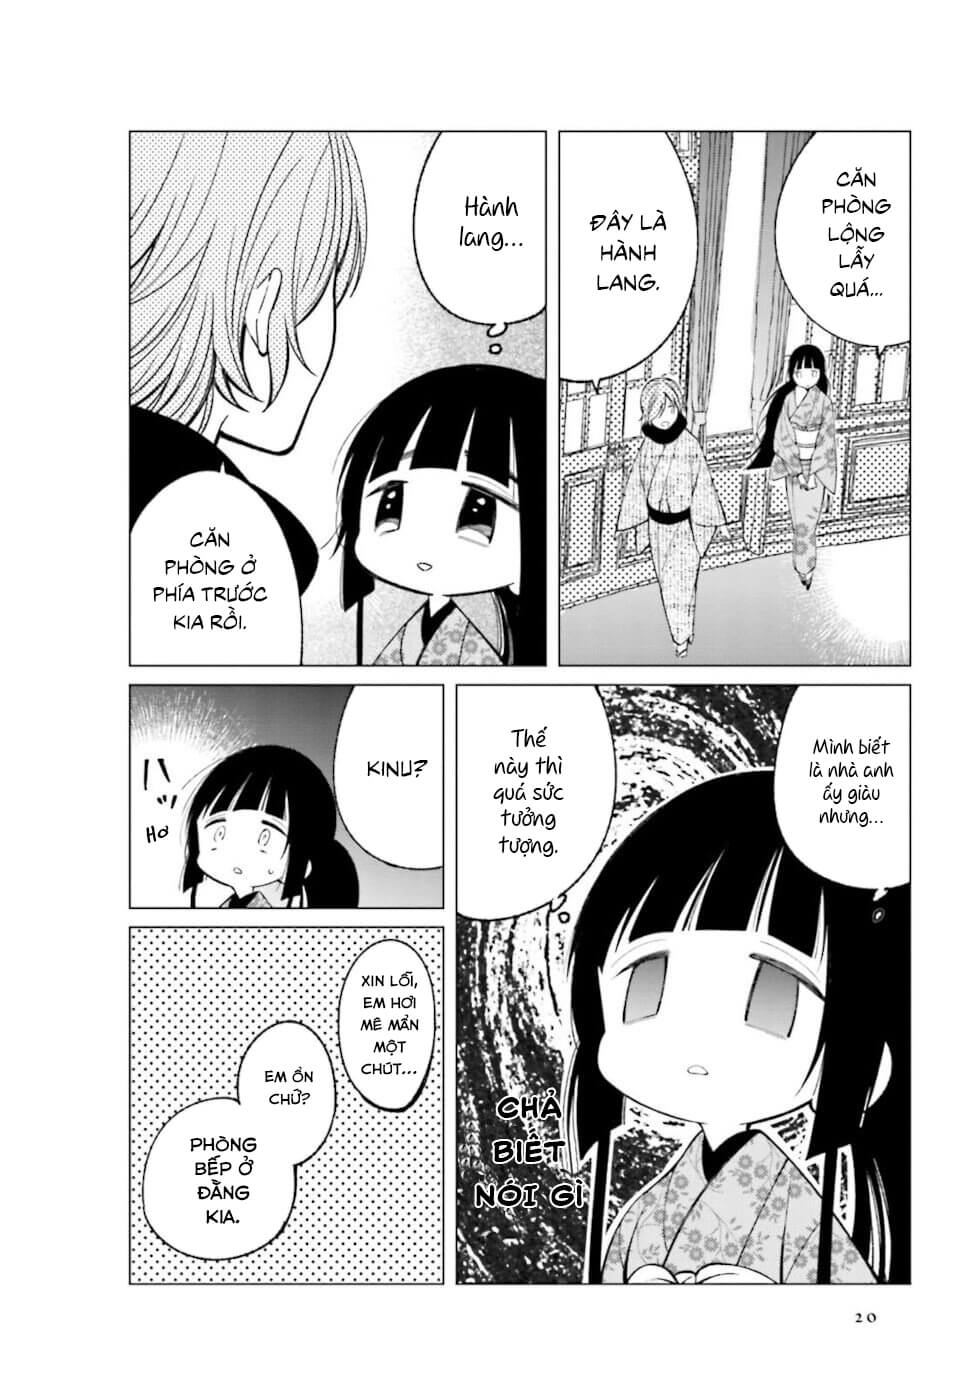 CĂN
PHÒNG
LỘNG
LẪY
QUÁ...
ĐÂY LÀ
HÀNH
LANG.
Hành
lang...
CĂN
PHÒNG Ở
PHÍA TRƯỚC
KIA RỒI.
Mình biết
là nhà anh
ấy giàu
nhưng...
Thế
này thì
quá sức
tưởng
tượng.
CHẢ
BIẾT
NÓI GÌ
KINU?
Hơ
XIN LỖI,
EM HƠI
MÊ MẨN
MỘT
CHÚT...
EM ỒN
CHỨ?
PHÒNG
BẾP Ở
ĐẰNG
KIA.
20